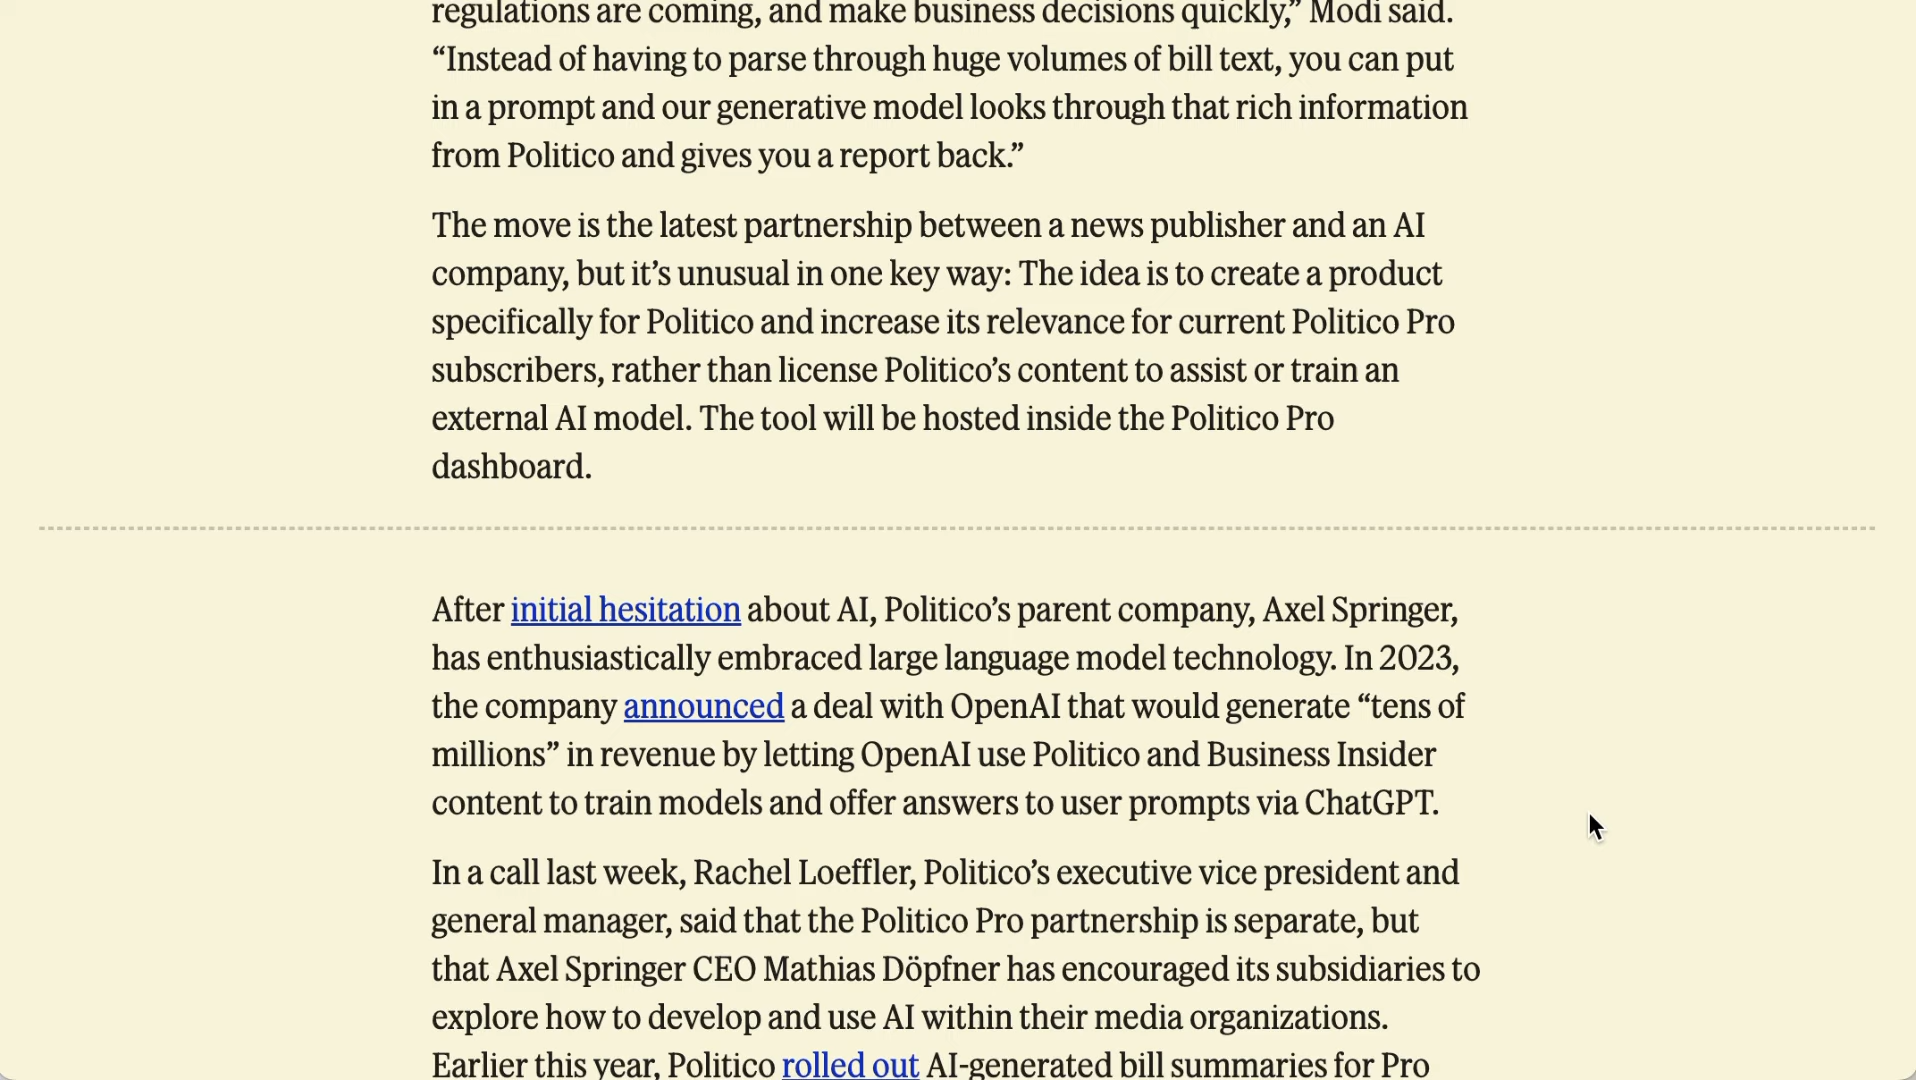 regulations are coming, and make business decisions quickly,” Modi said.
“Instead of having to parse through huge volumes of bill text, you can put
in a prompt and our generative model looks through that rich information
from Politico and gives you a report back.”
The move is the latest partnership between a news publisher and an AI
company, but it’s unusual in one key way: The idea is to create a product
specifically for Politico and increase its relevance for current Politico Pro
subscribers, rather than license Politico’s content to assist or train an
external AI model. The tool will be hosted inside the Politico Pro
dashboard.
After initial hesitation about AI, Politico’s parent company, Axel Springer,
has enthusiastically embraced large language model technology. In 2023,
the company announced a deal with OpenAI that would generate “tens of
millions” in revenue by letting OpenAI use Politico and Business Insider
content to train models and offer answers to user prompts via ChatGPT.
In a call last week, Rachel Loeffler, Politico’s executive vice president and
general manager, said that the Politico Pro partnership is separate, but
that Axel Springer CEO Mathias Döpfner has encouraged its subsidiaries to
explore how to develop and use AI within their media organizations.
Earlier this year, Politico rolled out AI-generated bill summaries for Pro